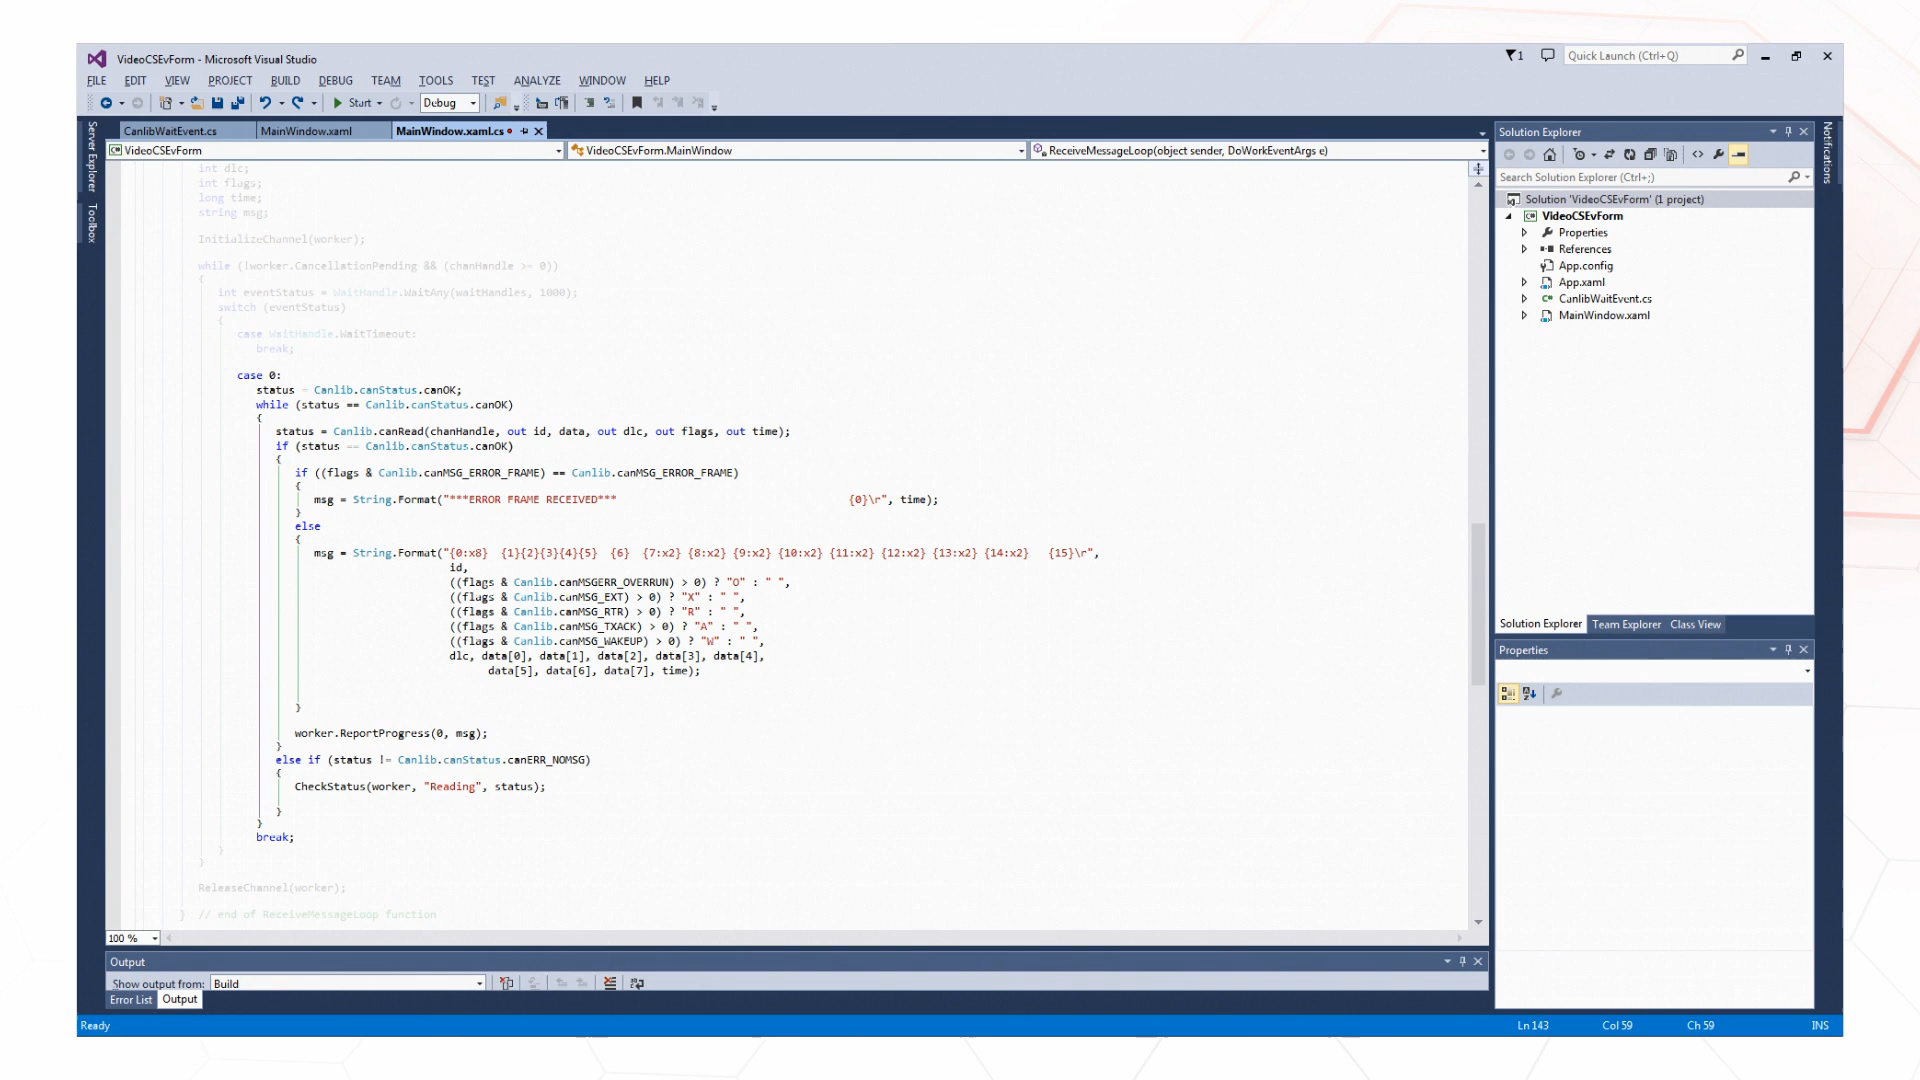 VideoCSEvForm - Microsoft Visual Studio
1
Quick Launch (Ctrl+Q)
FILE EDIT VIEW PROJECT BUILD DEBUG TEAM TOOLS TEST ANALYZE WINDOW HELP
Start Debug
Server Explorer
Toolbox
CanlibWaitEvent.cs MainWindow.xaml MainWindow.xaml.cs
VideoCSEvForm VideoCSEvForm.MainWindow ReceiveMessageLoop(object sender, DoWorkEventArgs e)
int dlc;
int flags;
long time;
string msg;
InitializeChannel(worker);
while (!worker.CancellationPending && (chanHandle >= 0))
{
int eventStatus = WaitHandle.WaitAny(waitHandles, 1000);
switch (eventStatus)
{
case WaitHandle.WaitTimeout:
break;
case 0:
status = Canlib.canStatus.canOK;
while (status == Canlib.canStatus.canOK)
{
status = Canlib.canRead(chanHandle, out id, data, out dlc, out flags, out time);
if (status == Canlib.canStatus.canOK)
{
if ((flags & Canlib.canMSG_ERROR_FRAME) == Canlib.canMSG_ERROR_FRAME)
{
msg = String.Format("***ERROR FRAME RECEIVED*** {0}\r", time);
}
else
{
msg = String.Format("{0:x8}  {1}{2}{3}{4}{5}  {6}  {7:x2} {8:x2} {9:x2} {10:x2} {11:x2} {12:x2} {13:x2} {14:x2}   {15}\r",
id,
((flags & Canlib.canMSGERR_OVERRUN) > 0) ? "O" : " ",
((flags & Canlib.canMSG_EXT) > 0) ? "X" : " ",
((flags & Canlib.canMSG_RTR) > 0) ? "R" : " ",
((flags & Canlib.canMSG_TXACK) > 0) ? "A" : " ",
((flags & Canlib.canMSG_WAKEUP) > 0) ? "W" : " ",
dlc, data[0], data[1], data[2], data[3], data[4],
data[5], data[6], data[7], time);
}
worker.ReportProgress(0, msg);
}
else if (status != Canlib.canStatus.canERR_NOMSG)
{
CheckStatus(worker, "Reading", status);
}
}
break;
}
}
ReleaseChannel(worker);
} // end of ReceiveMessageLoop function
100 %
Output
Show output from: Build
Error List Output
Solution Explorer
Search Solution Explorer (Ctrl+;)
Solution 'VideoCSEvForm' (1 project)
VideoCSEvForm
Properties
References
App.config
App.xaml
CanlibWaitEvent.cs
MainWindow.xaml
Solution Explorer Team Explorer Class View
Properties
Notifications
Ready Ln 143 Col 59 Ch 59 INS